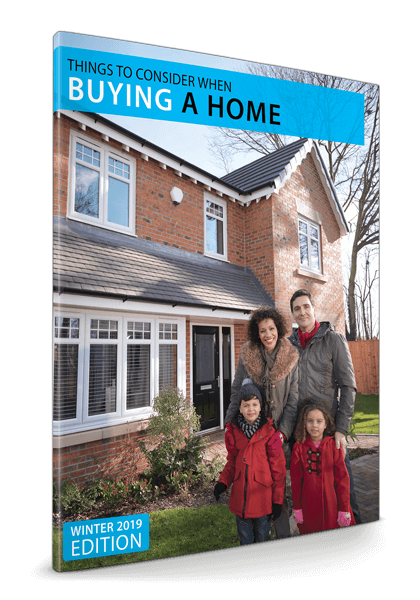 THINGS TO CONSIDER WHEN
BUYING A HOME
WINTER 2019
EDITION